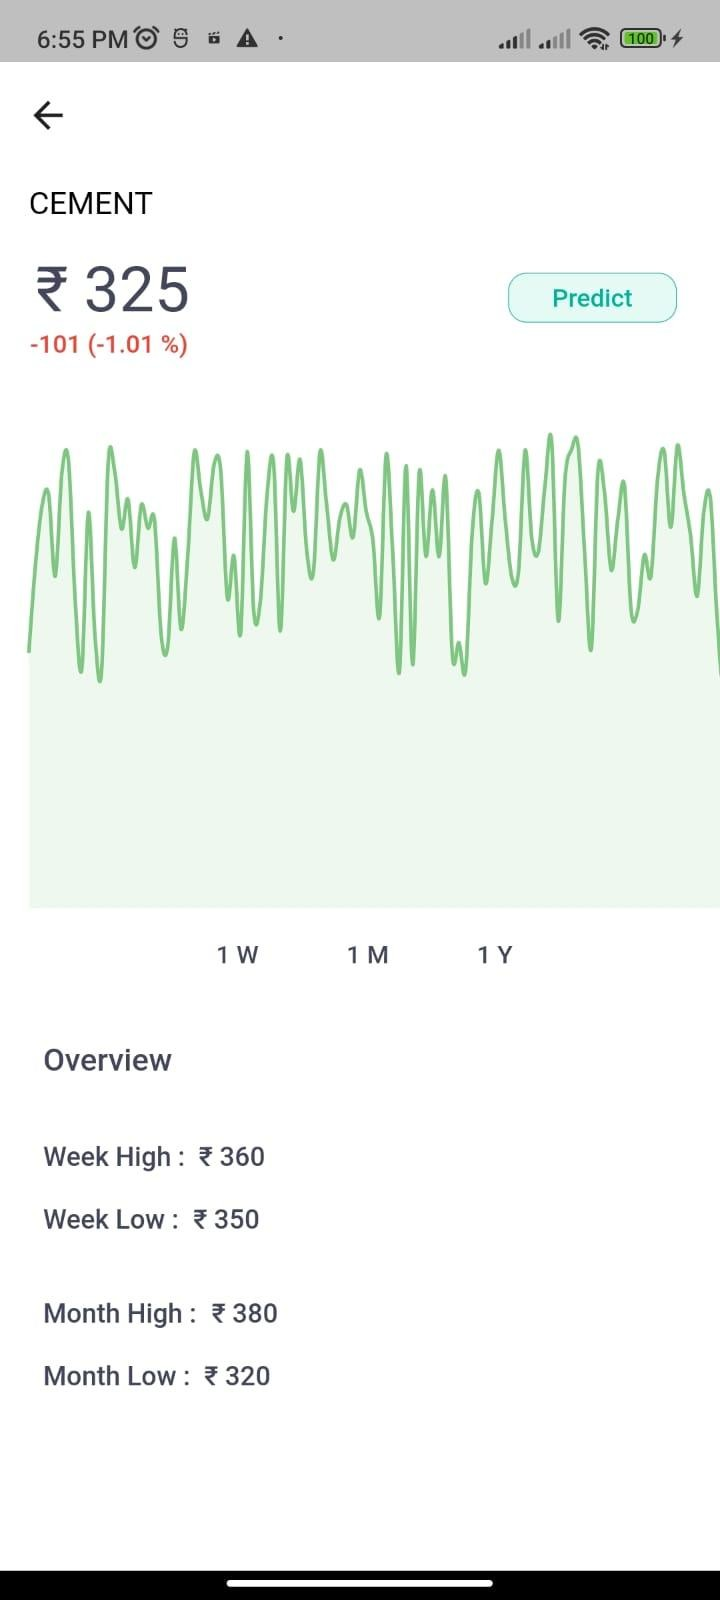 6:55 PM
100
CEMENT
₹ 325
Predict
-101 (-1.01 %)
1 W 1 M 1 Y
Overview
Week High : ₹ 360
Week Low : ₹ 350
Month High : ₹ 380
Month Low : ₹ 320